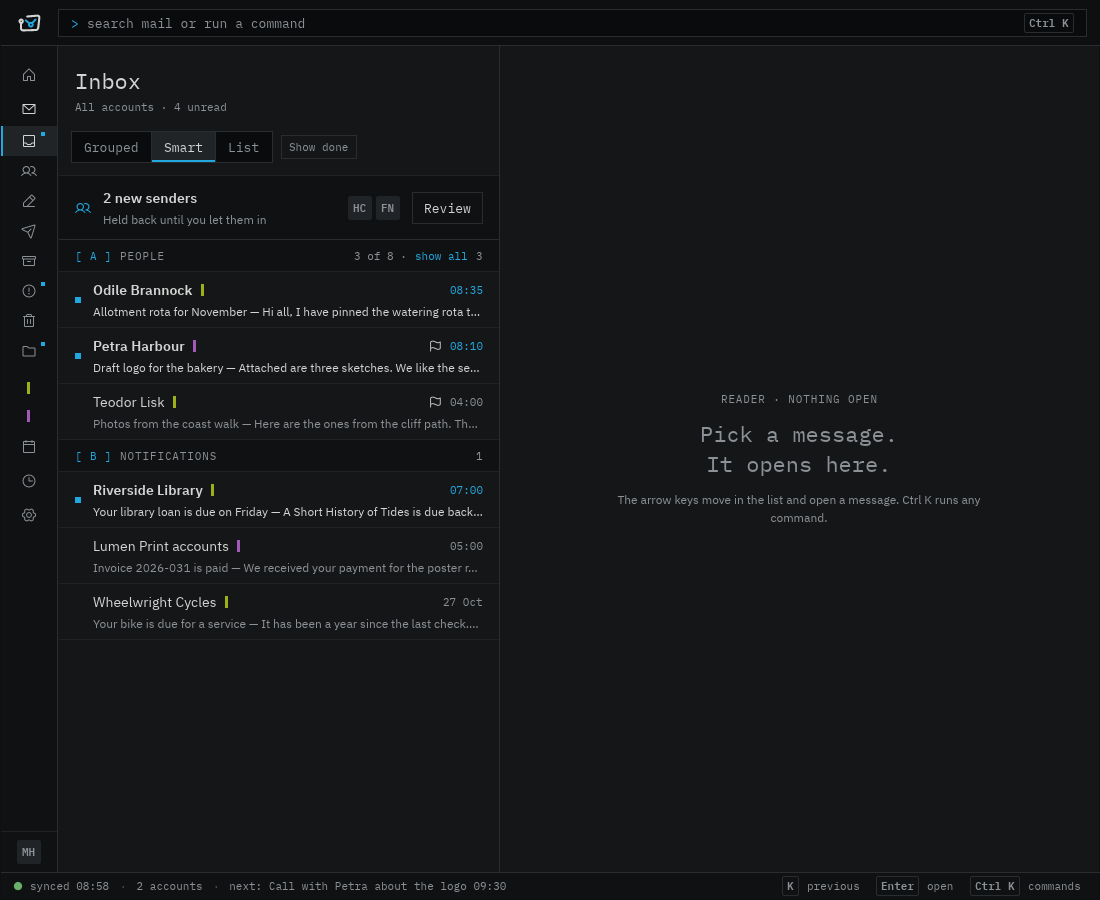 > search mail or run a command Ctrl K
Inbox
All accounts · 4 unread
Grouped Smart List Show done
2 new senders
Held back until you let them in
HC FN Review
[ A ] PEOPLE 3 of 8 · show all 3
Odile Brannock 08:35
Allotment rota for November — Hi all, I have pinned the watering rota t...
Petra Harbour 08:10
Draft logo for the bakery — Attached are three sketches. We like the se...
Teodor Lisk 04:00
Photos from the coast walk — Here are the ones from the cliff path. Th...
[ B ] NOTIFICATIONS 1
Riverside Library 07:00
Your library loan is due on Friday — A Short History of Tides is due back...
Lumen Print accounts 05:00
Invoice 2026-031 is paid — We received your payment for the poster r...
Wheelwright Cycles 27 Oct
Your bike is due for a service — It has been a year since the last check....
READER · NOTHING OPEN
Pick a message.
It opens here.
The arrow keys move in the list and open a message. Ctrl K runs any
command.
MH
synced 08:58 · 2 accounts · next: Call with Petra about the logo 09:30
K previous Enter open Ctrl K commands